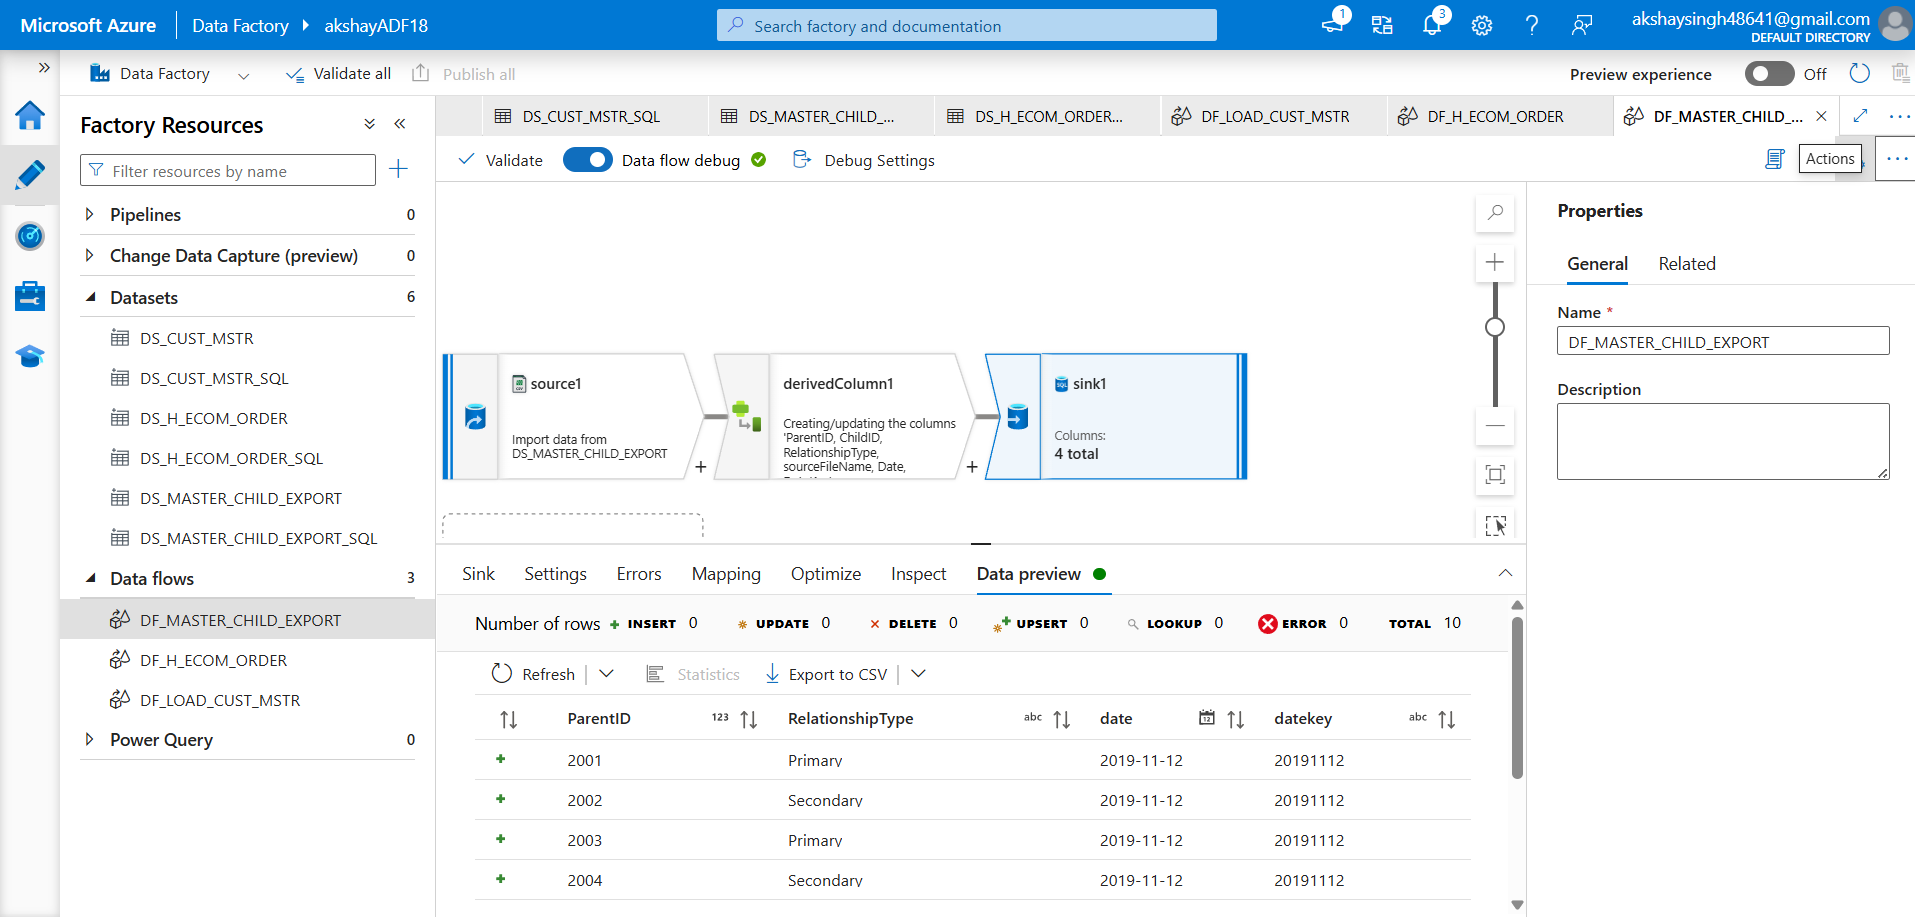 Microsoft Azure
Data Factory
akshayADF18
Search factory and documentation
1
3
akshaysingh48641@gmail.com
DEFAULT DIRECTORY
Data Factory
Validate all
Publish all
Preview experience
Off
Factory Resources
Filter resources by name
Pipelines 0
Change Data Capture (preview) 0
Datasets 6
DS_CUST_MSTR
DS_CUST_MSTR_SQL
DS_H_ECOM_ORDER
DS_H_ECOM_ORDER_SQL
DS_MASTER_CHILD_EXPORT
DS_MASTER_CHILD_EXPORT_SQL
Data flows 3
DF_MASTER_CHILD_EXPORT
DF_H_ECOM_ORDER
DF_LOAD_CUST_MSTR
Power Query 0
DS_CUST_MSTR_SQL
DS_MASTER_CHILD_...
DS_H_ECOM_ORDER...
DF_LOAD_CUST_MSTR
DF_H_ECOM_ORDER
DF_MASTER_CHILD_...
Validate
Data flow debug
Debug Settings
Actions
source1
Import data from
DS_MASTER_CHILD_EXPORT
derivedColumn1
Creating/updating the columns
'ParentID, ChildID,
RelationshipType,
sourceFileName, Date,
sink1
SQL
Columns:
4 total
Properties
General
Related
Name *
DF_MASTER_CHILD_EXPORT
Description
Sink
Settings
Errors
Mapping
Optimize
Inspect
Data preview
Number of rows
INSERT 0
UPDATE 0
DELETE 0
UPSERT 0
LOOKUP 0
ERROR 0
TOTAL 10
Refresh
Statistics
Export to CSV
ParentID 123 RelationshipType abc date 12 datekey abc
2001 Primary 2019-11-12 20191112
2002 Secondary 2019-11-12 20191112
2003 Primary 2019-11-12 20191112
2004 Secondary 2019-11-12 20191112